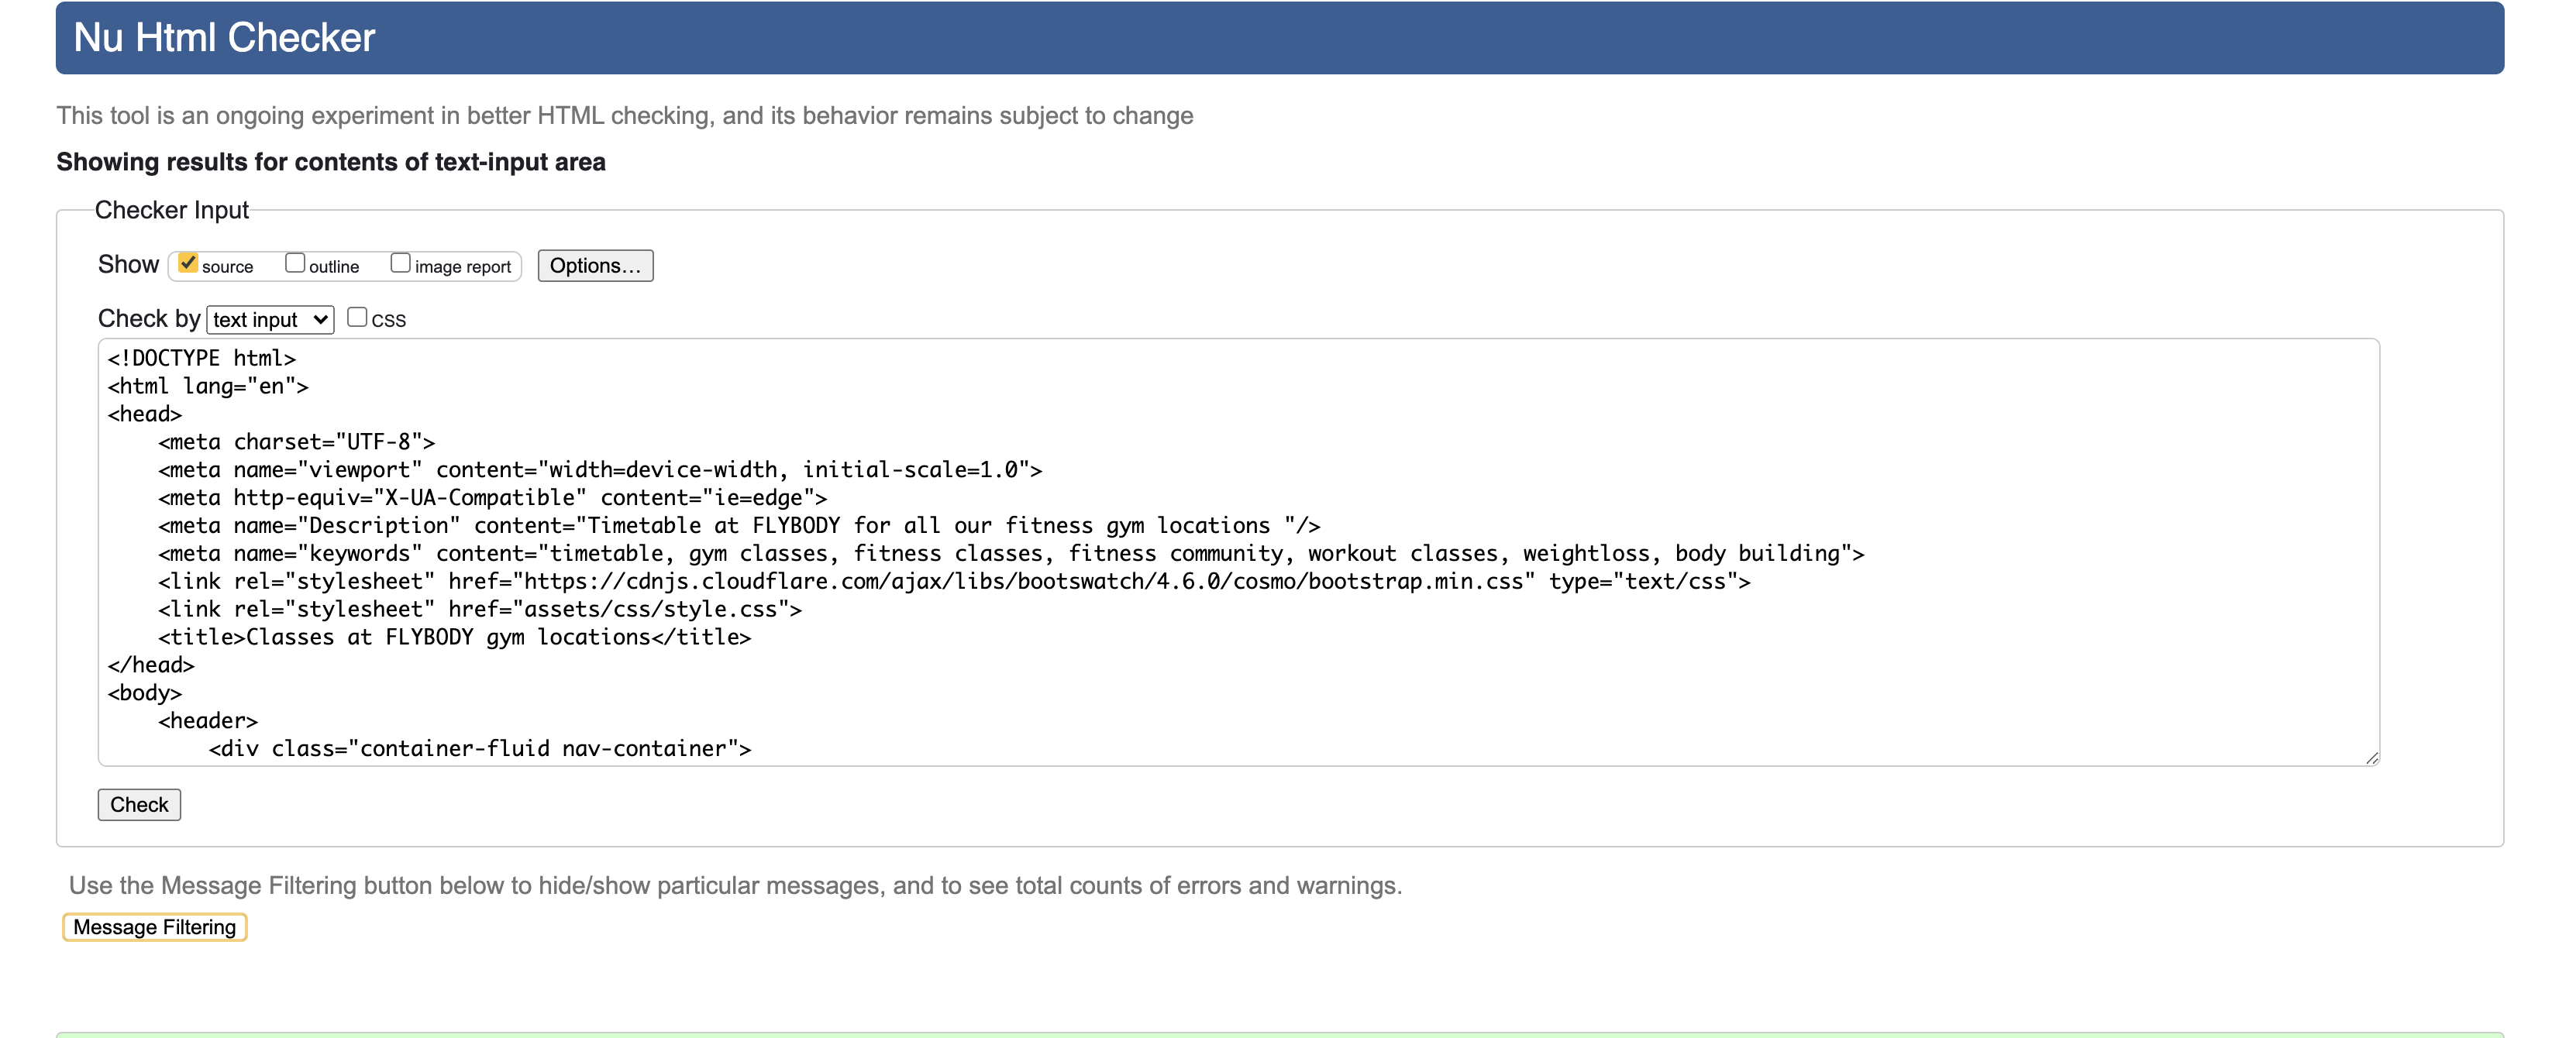 Nu Html Checker
This tool is an ongoing experiment in better HTML checking, and its behavior remains subject to change
Showing results for contents of text-input area
Checker Input
Show source outline image report Options...
Check by text input CSS
<!DOCTYPE html>
<html lang="en">
<head>
    <meta charset="UTF-8">
    <meta name="viewport" content="width=device-width, initial-scale=1.0">
    <meta http-equiv="X-UA-Compatible" content="ie=edge">
    <meta name="Description" content="Timetable at FLYBODY for all our fitness gym locations "/>
    <meta name="keywords" content="timetable, gym classes, fitness classes, fitness community, workout classes, weightloss, body building">
    <link rel="stylesheet" href="https://cdnjs.cloudflare.com/ajax/libs/bootswatch/4.6.0/cosmo/bootstrap.min.css" type="text/css">
    <link rel="stylesheet" href="assets/css/style.css">
    <title>Classes at FLYBODY gym locations</title>
</head>
<body>
    <header>
        <div class="container-fluid nav-container">
Check
Use the Message Filtering button below to hide/show particular messages, and to see total counts of errors and warnings.
Message Filtering